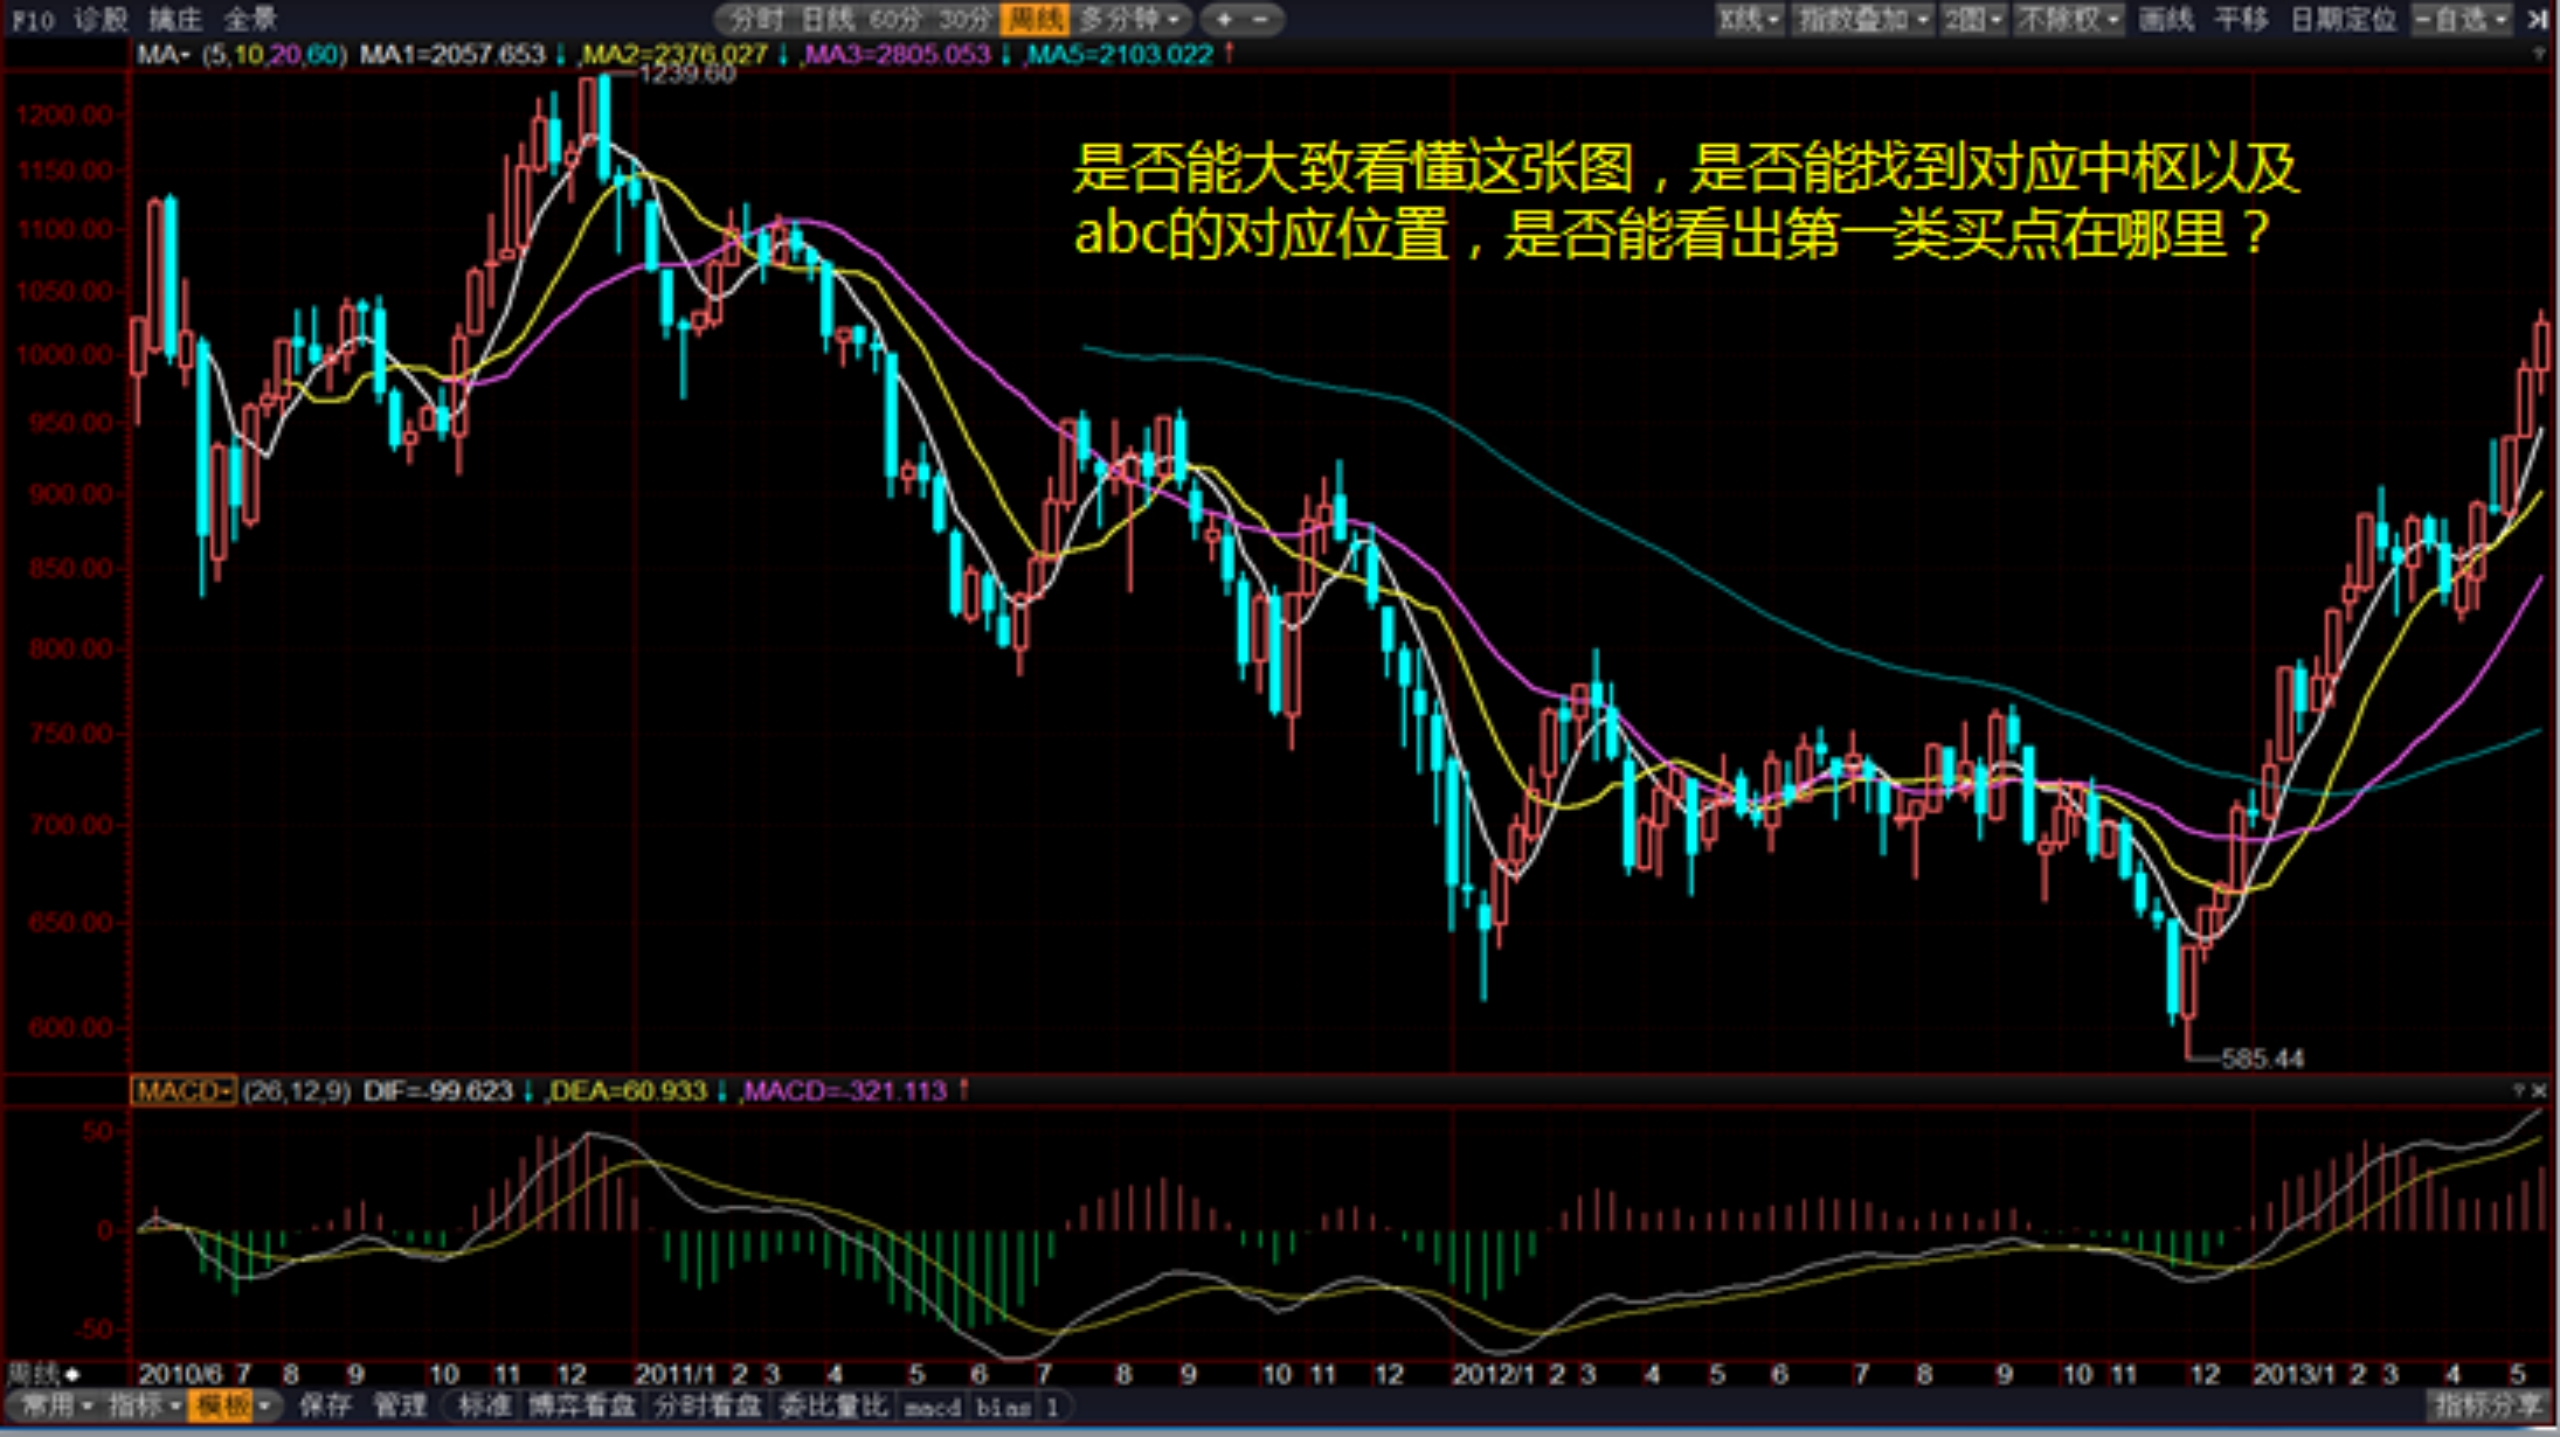 F10 诊股 擒庄 全景 分时 日线 60分 30分 周线 多分钟 + - K线 指数叠加 2图 不除权 画线 平移 日期定位 -自选
MA (5,10,20,60) MA1=2057.653↓,MA2=2376.027↓,MA3=2805.053↓,MA5=2103.022↑
1239.60
1200.00
1150.00
1100.00
1050.00
1000.00
950.00
900.00
850.00
800.00
750.00
700.00
650.00
600.00
是否能大致看懂这张图，是否能找到对应中枢以及
abc的对应位置，是否能看出第一类买点在哪里？
585.44
MACD (26,12,9) DIF=-99.623↓,DEA=60.933↓,MACD=-321.113↑ ?×
50
0
-50
周线 2010/6 7 8 9 10 11 12 2011/1 2 3 4 5 6 7 8 9 10 11 12 2012/1 2 3 4 5 6 7 8 9 10 11 12 2013/1 2 3 4 5
常用 指标 模板 保存 管理 标准 博弈看盘 分时看盘 委比量比 macd bias 1 指标分享